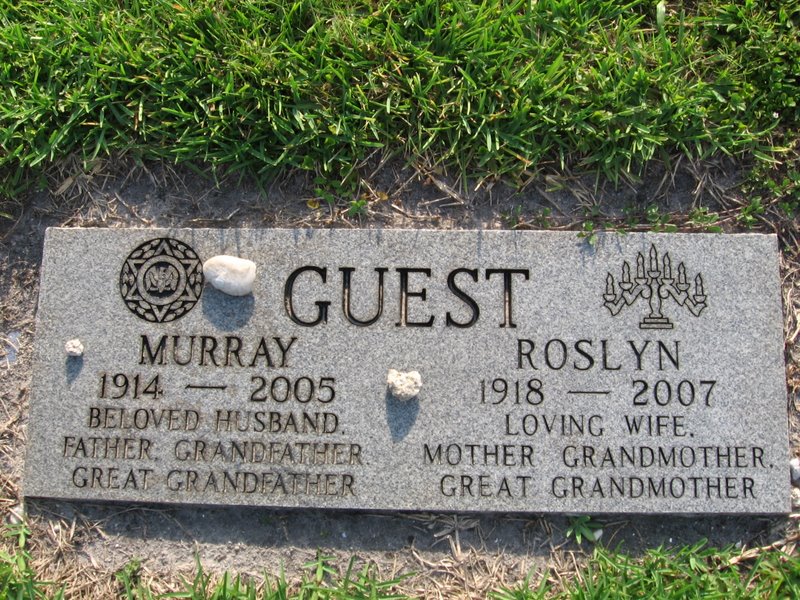 GUEST
MURRAY
1914 — 2005
BELOVED HUSBAND,
FATHER, GRANDFATHER,
GREAT GRANDFATHER
ROSLYN
1918 — 2007
LOVING WIFE,
MOTHER GRANDMOTHER,
GREAT GRANDMOTHER